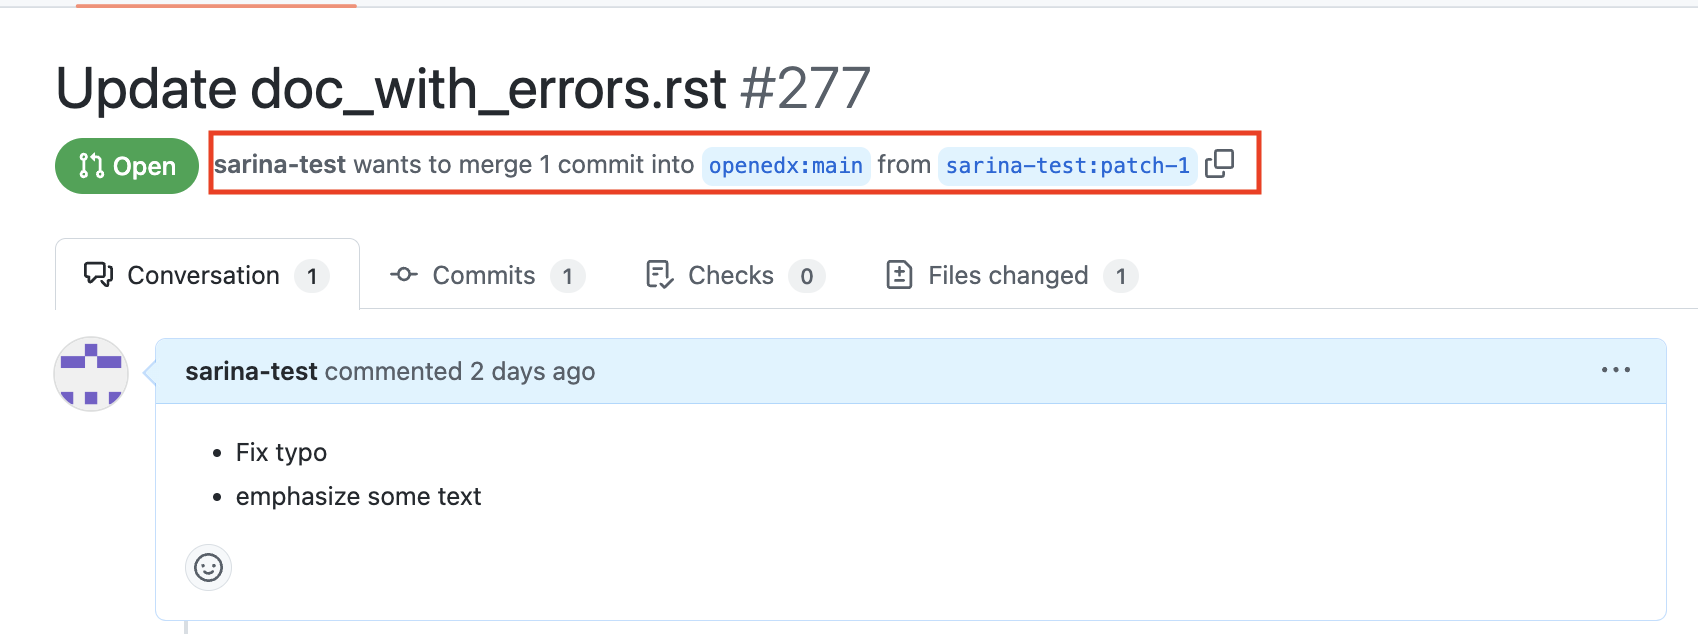 Update doc_with_errors.rst #277
Open sarina-test wants to merge 1 commit into openedx:main from sarina-test:patch-1
Conversation 1 Commits 1 Checks 0 Files changed 1
sarina-test commented 2 days ago
Fix typo
emphasize some text